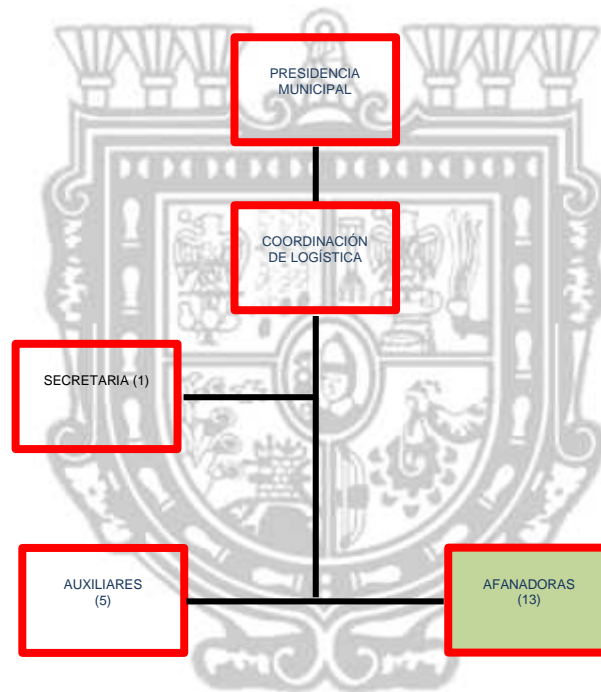 PRESIDENCIA
MUNICIPAL
COORDINACIÓN
DE LOGÍSTICA
SECRETARIA (1)
AUXILIARES
(5)
AFANADORAS
(13)